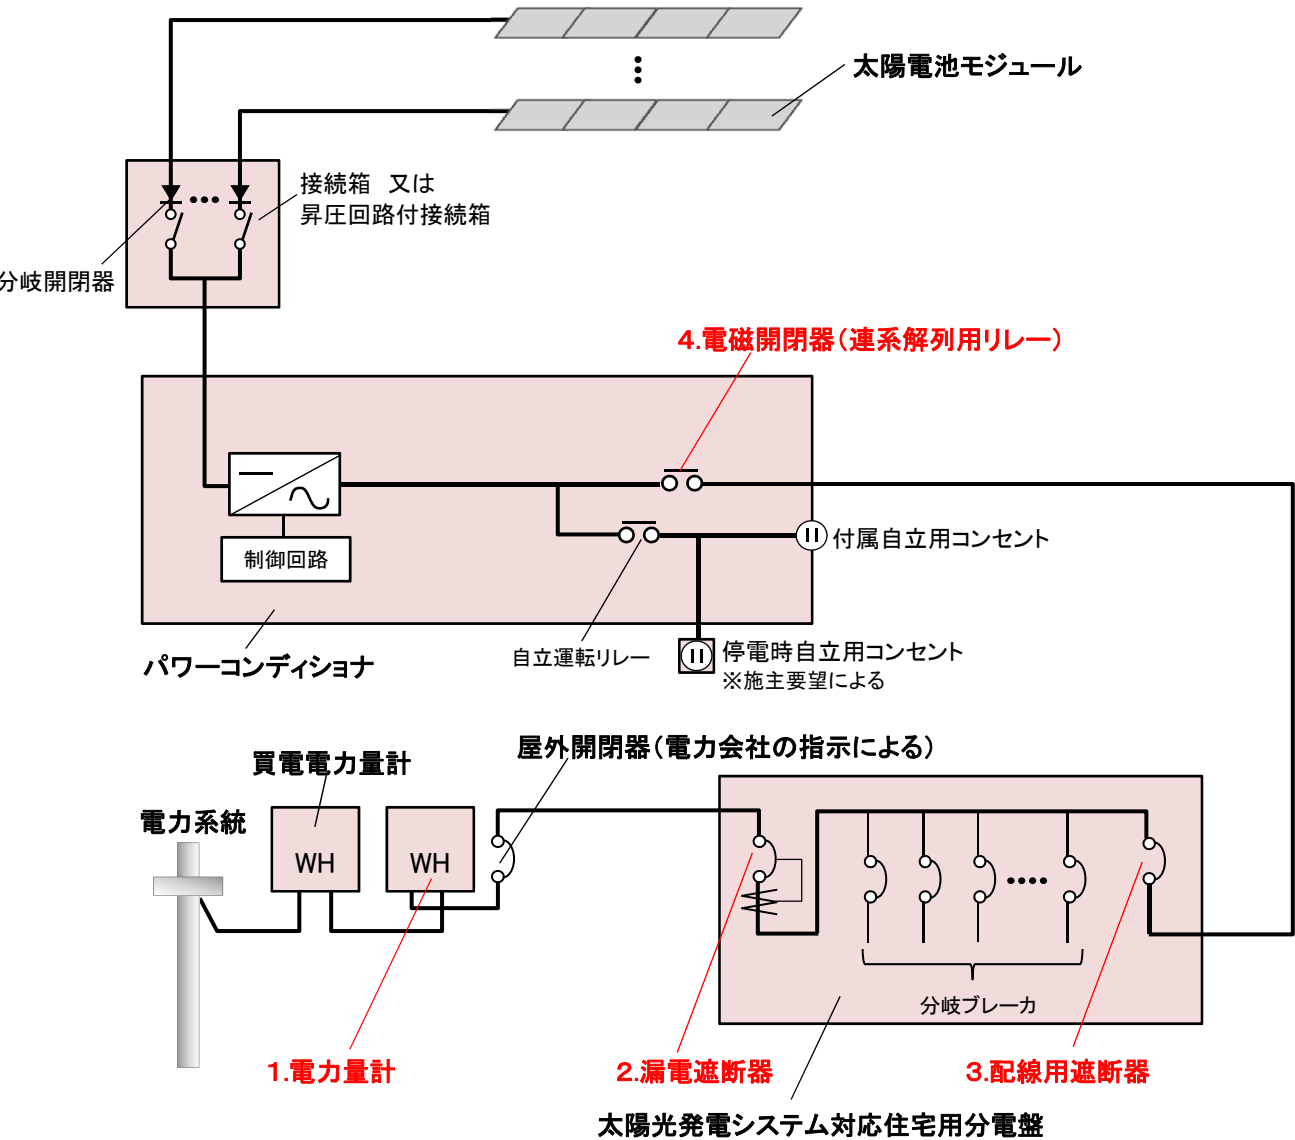 太陽電池モジュール
接続箱　又は
昇圧回路付接続箱
分岐開閉器
4.電磁開閉器（連系解列用リレー）
制御回路
付属自立用コンセント
パワーコンディショナ
自立運転リレー
停電時自立用コンセント
※施主要望による
屋外開閉器（電力会社の指示による）
買電電力量計
電力系統
WH
WH
分岐ブレーカ
1.電力量計
2.漏電遮断器
3.配線用遮断器
太陽光発電システム対応住宅用分電盤